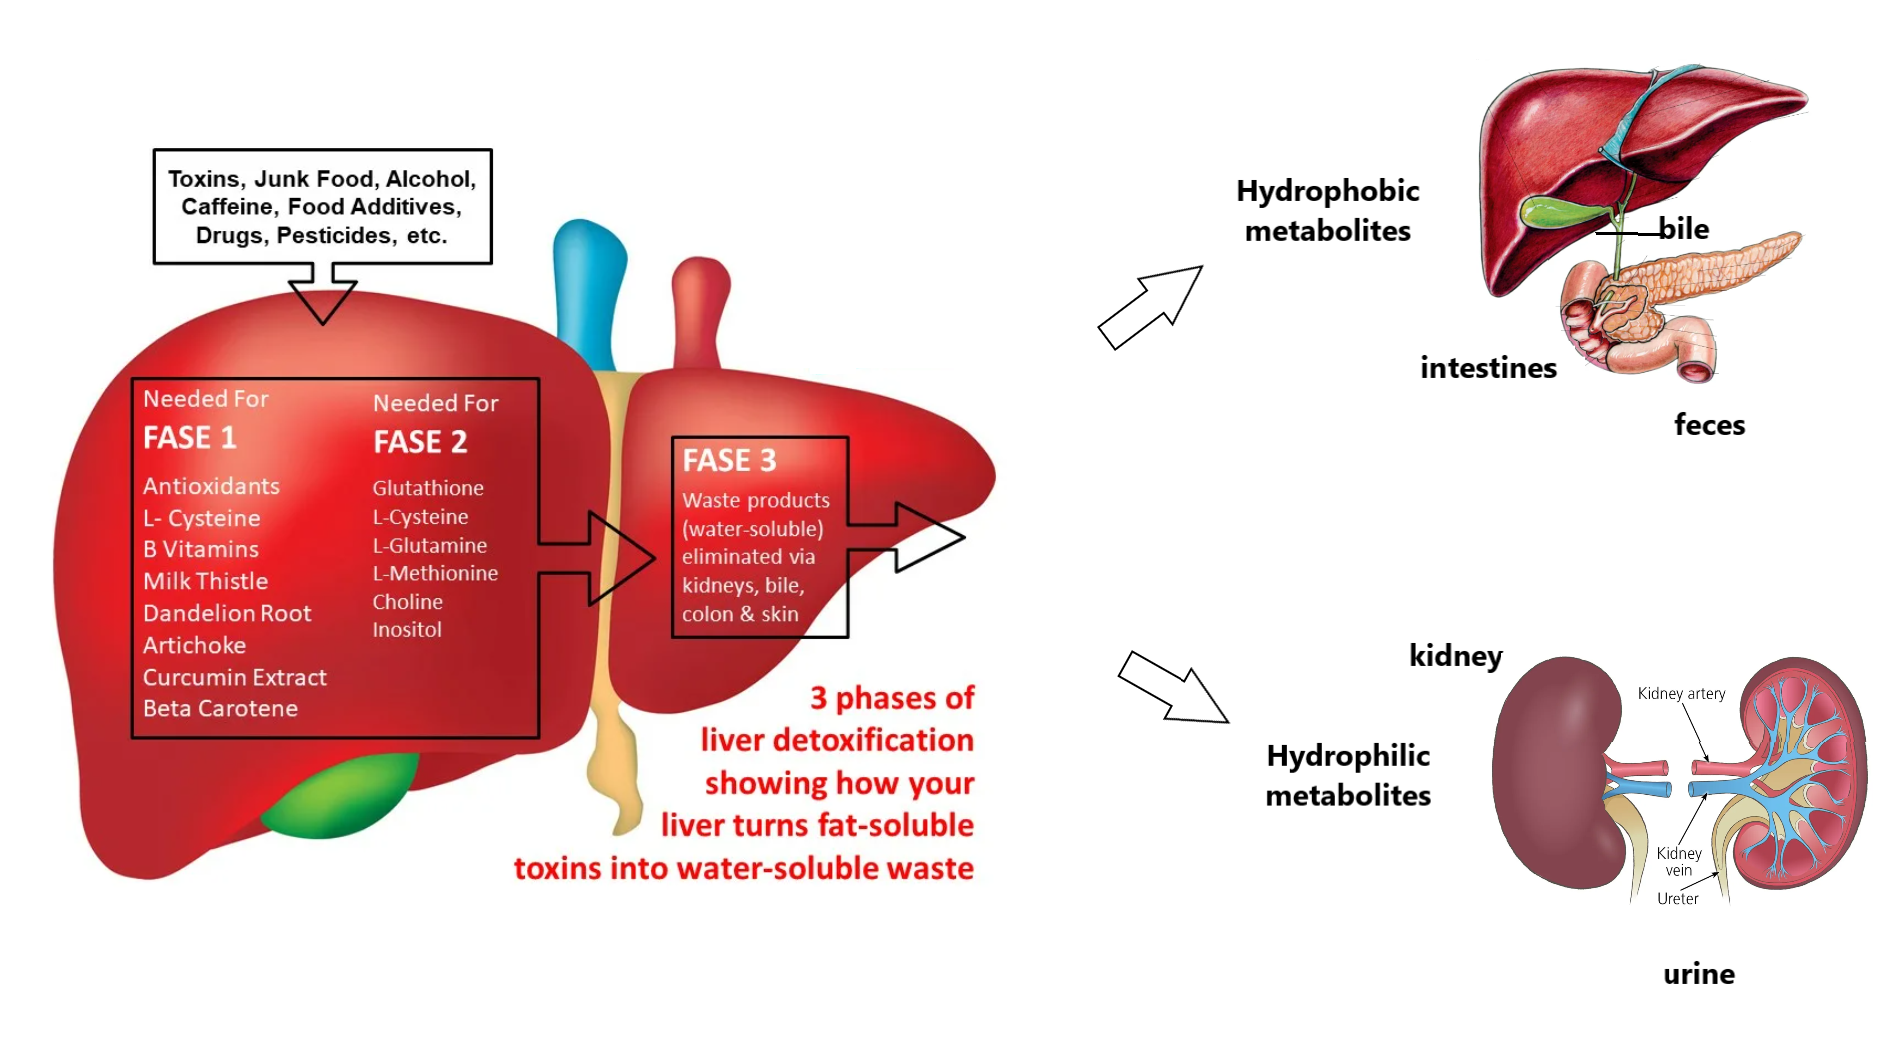 Toxins, Junk Food, Alcohol,
Caffeine, Food Additives,
Drugs, Pesticides, etc.
Needed For
FASE 1
Antioxidants
L- Cysteine
B Vitamins
Milk Thistle
Dandelion Root
Artichoke
Curcumin Extract
Beta Carotene
Needed For
FASE 2
Glutathione
L-Cysteine
L-Glutamine
L-Methionine
Choline
Inositol
FASE 3
Waste products
(water-soluble)
eliminated via
kidneys, bile,
colon & skin
3 phases of
liver detoxification
showing how your
liver turns fat-soluble
toxins into water-soluble waste
Hydrophobic
metabolites
bile
intestines
feces
kidney
Hydrophilic
metabolites
Kidney artery
Kidney
vein
Ureter
urine